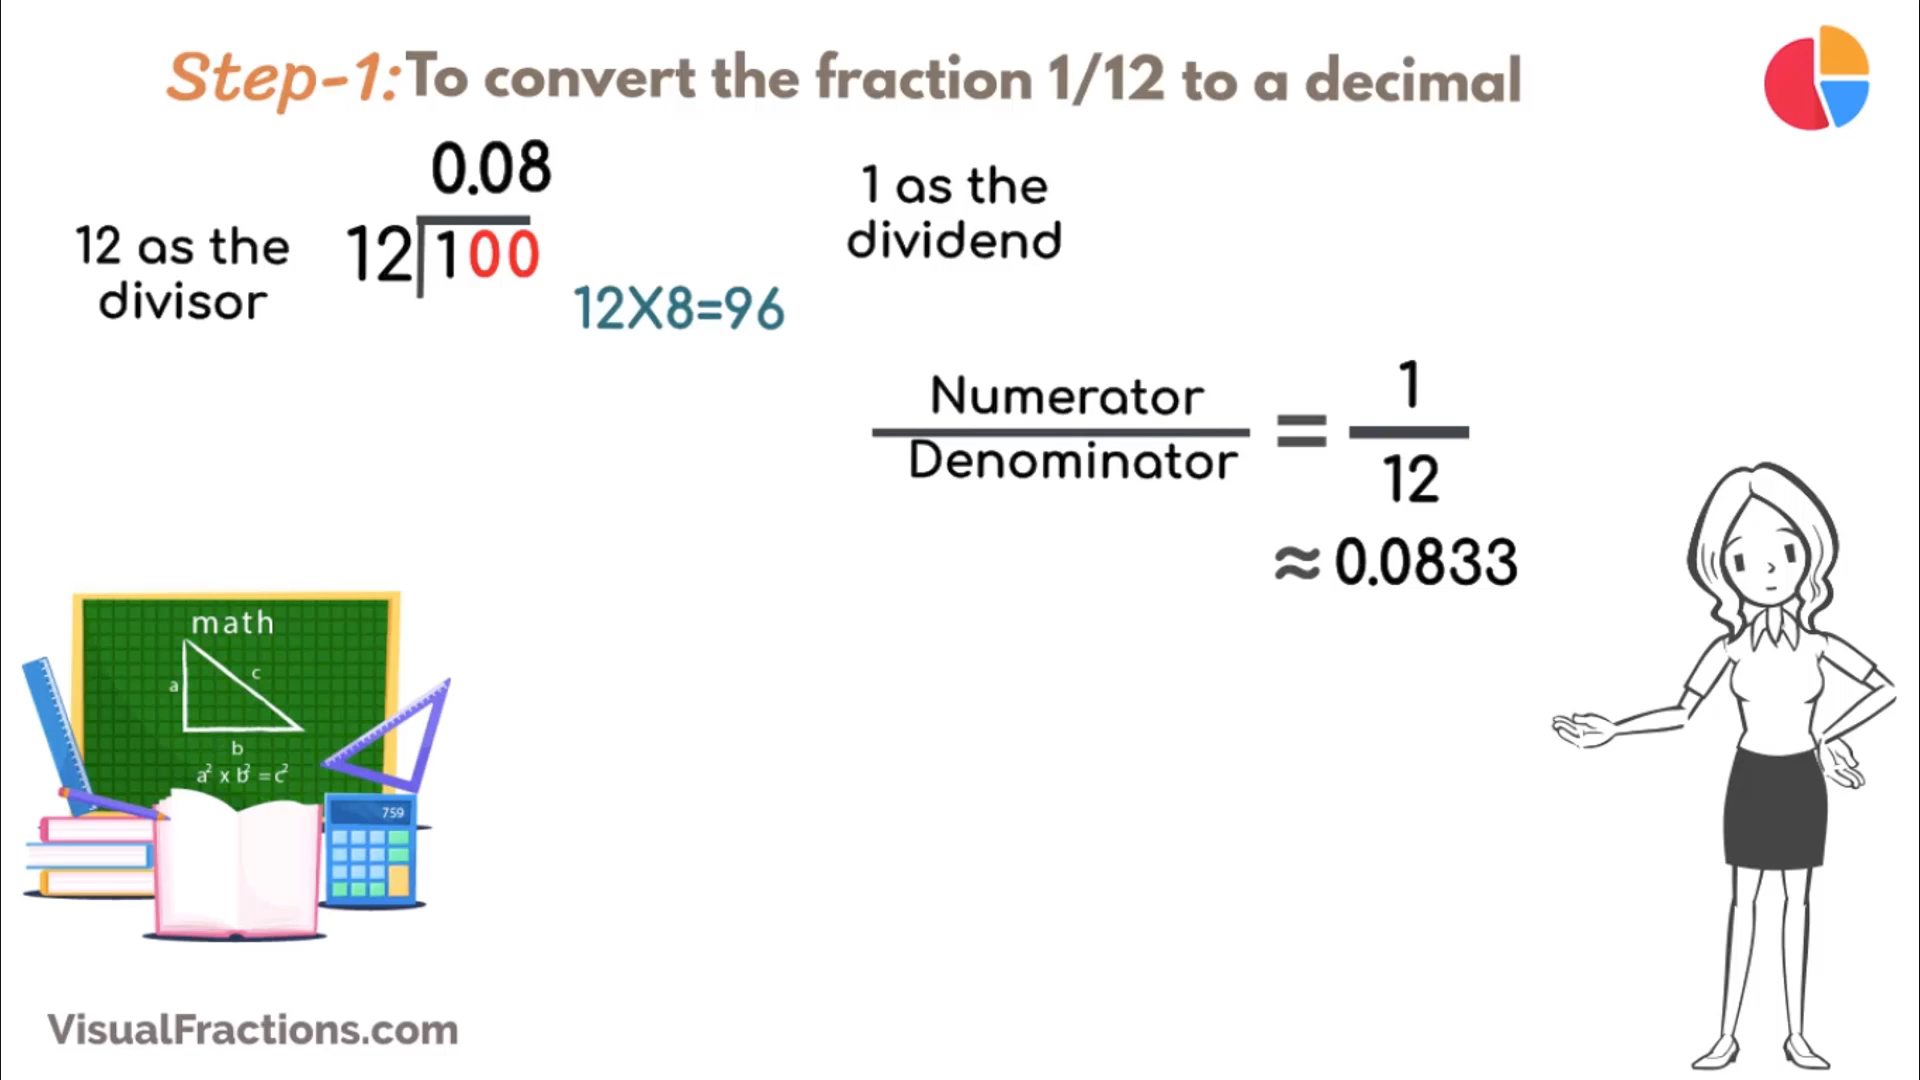 Step-1: To convert the fraction 1/12 to a decimal
0.08
12 as the
divisor
12 100
12X8=96
1 as the
dividend
Numerator
Denominator
= 1
12
≈ 0.0833
math
a
c
b
a² x b² = c²
759
VisualFractions.com